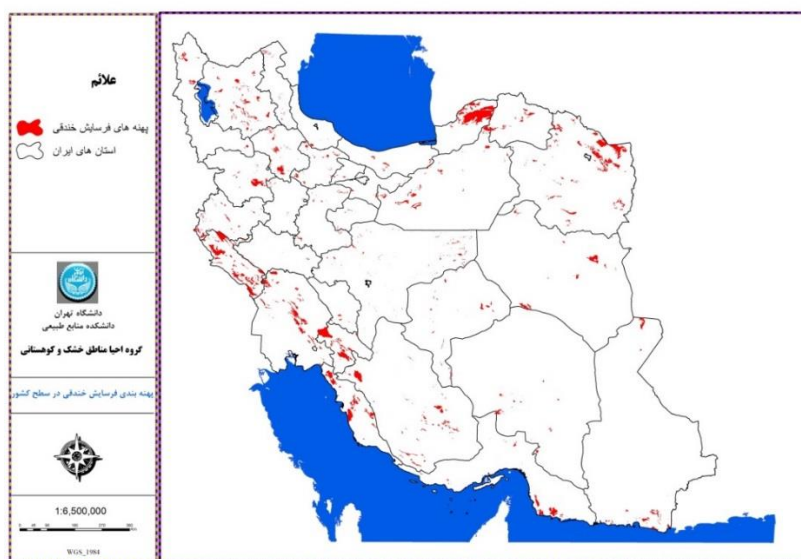 علائم
پهنه های فرسایش خندقی
استان های ایران
دانشگاه تهران
دانشکده منابع طبیعی
گروه احیا مناطق خشک و کوهستانی
پهنه بندی فرسایش خندقی در سطح کشور
1:6,500,000
WGS_1984